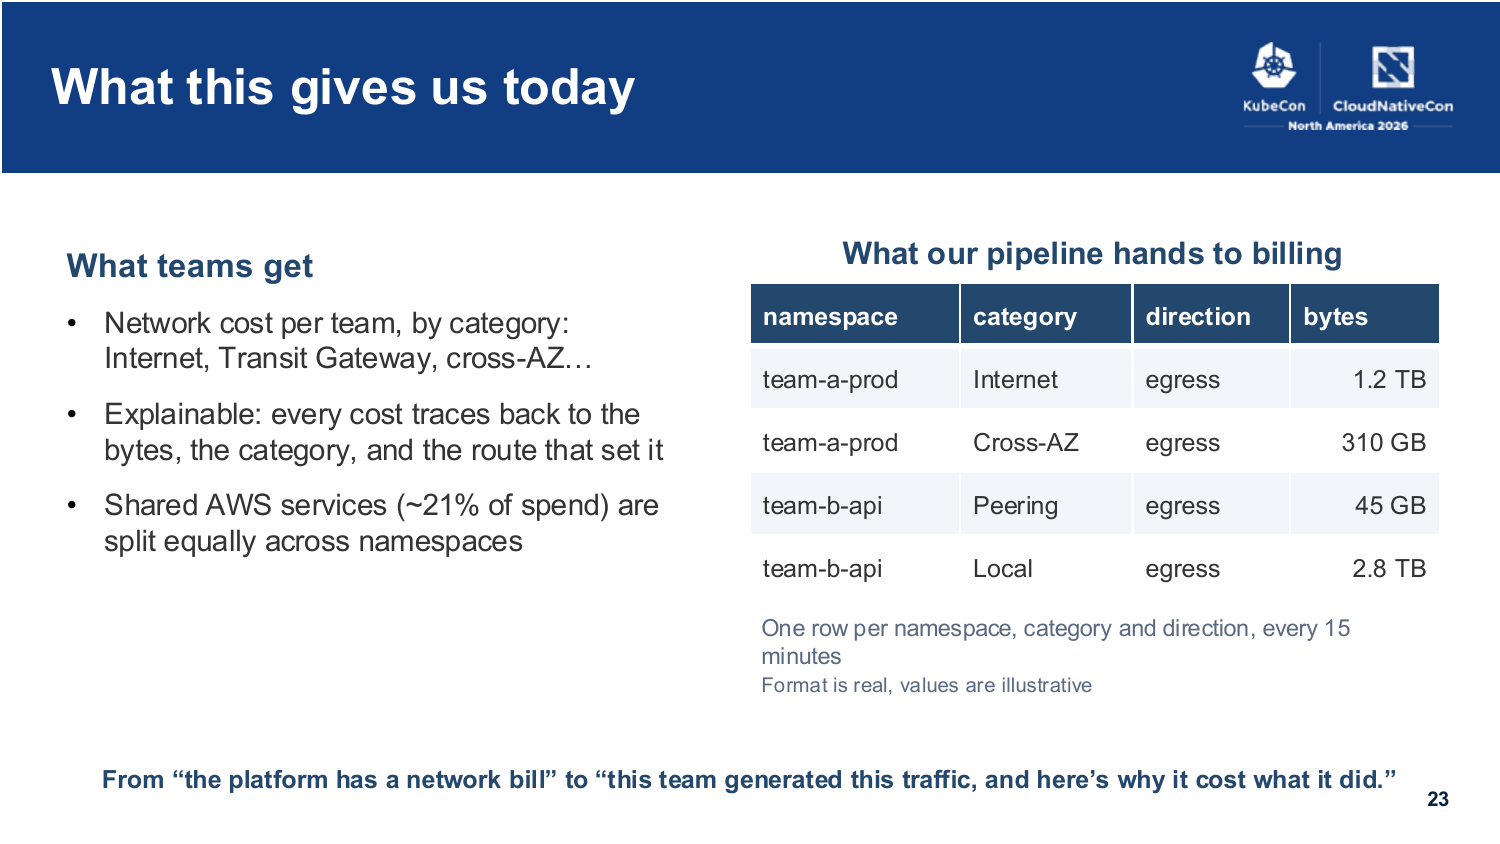 What this gives us today
KubeCon
CloudNativeCon
North America 2026
What teams get
• Network cost per team, by category:
Internet, Transit Gateway, cross-AZ…
• Explainable: every cost traces back to the
bytes, the category, and the route that set it
• Shared AWS services (~21% of spend) are
split equally across namespaces
What our pipeline hands to billing
namespace category direction bytes
team-a-prod Internet egress 1.2 TB
team-a-prod Cross-AZ egress 310 GB
team-b-api Peering egress 45 GB
team-b-api Local egress 2.8 TB
One row per namespace, category and direction, every 15
minutes
Format is real, values are illustrative
From “the platform has a network bill” to “this team generated this traffic, and here’s why it cost what it did.”
23